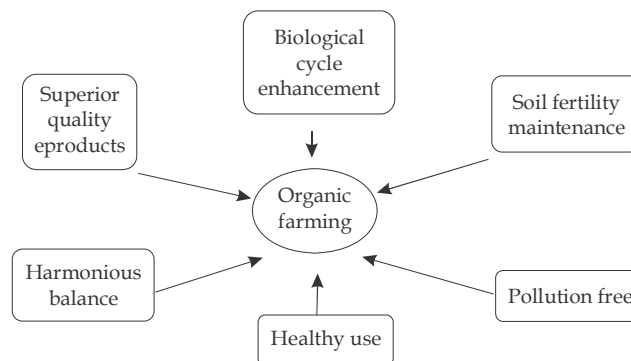 Biological
cycle
enhancement
Superior
quality
eproducts
Soil fertility
maintenance
Organic
farming
Harmonious
balance
Pollution free
Healthy use